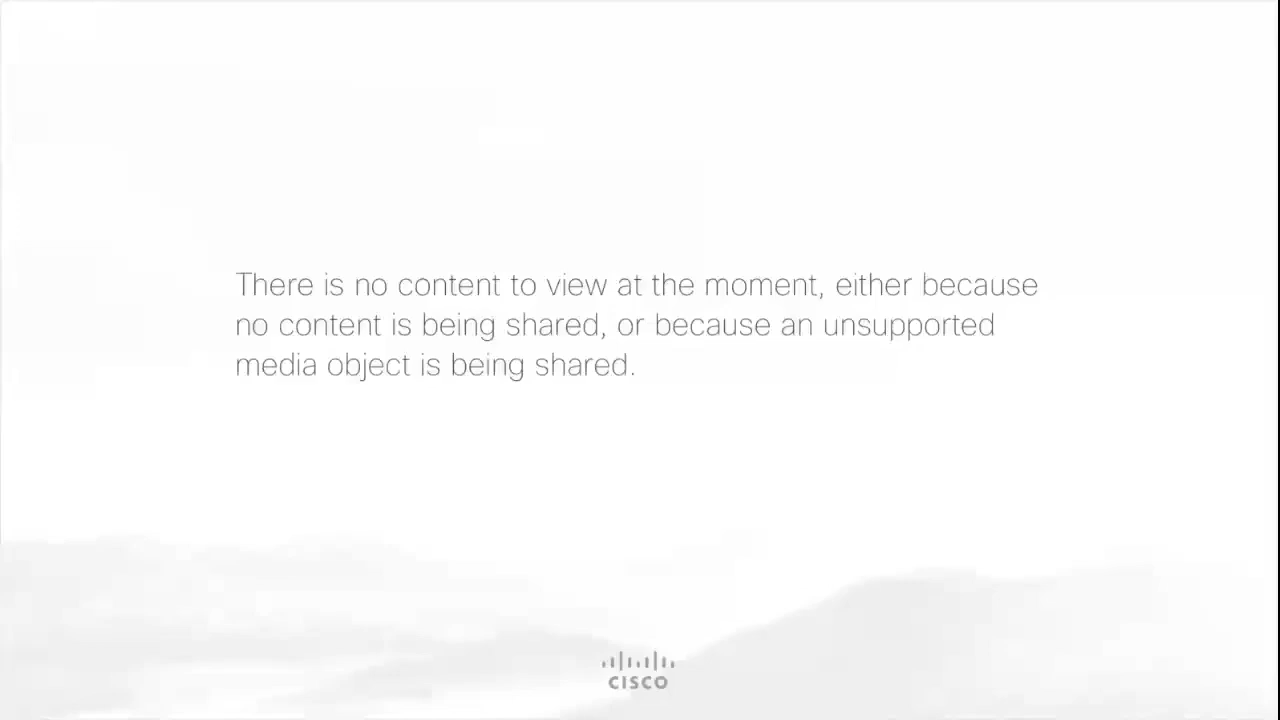 There is no content to view at the moment, either because
no content is being shared, or because an unsupported
media object is being shared.
CISCO